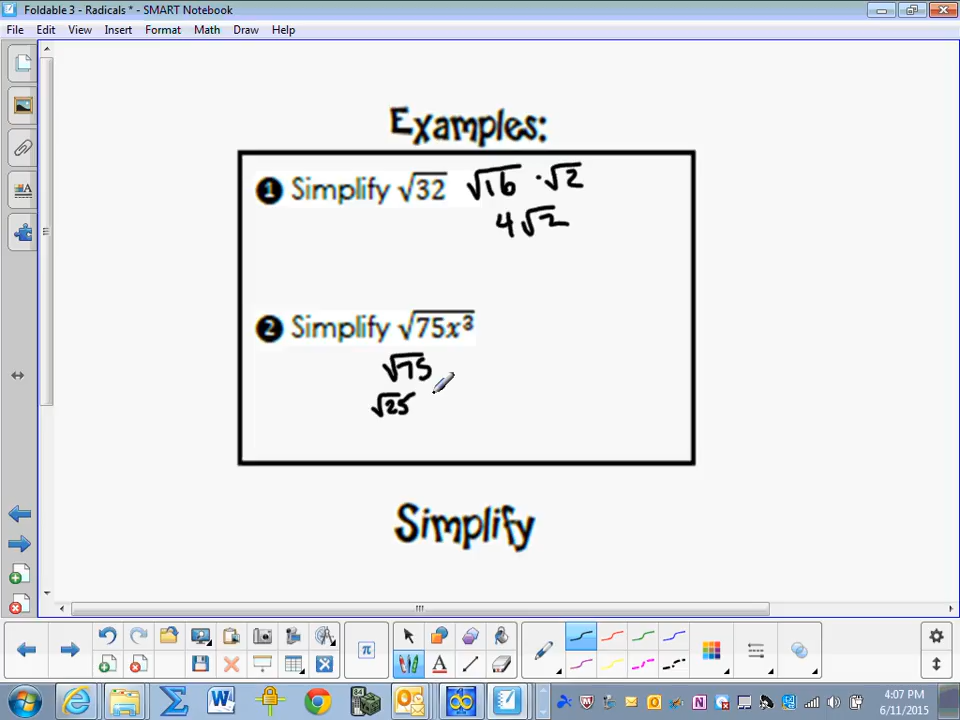 Foldable 3 - Radicals * - SMART Notebook
File Edit View Insert Format Math Draw Help
Examples:
1 Simplify √32 √16 · √2
4√2
2 Simplify √75x³
√75
√25
Simplify
π
A
W
N
4:07 PM
6/11/2015